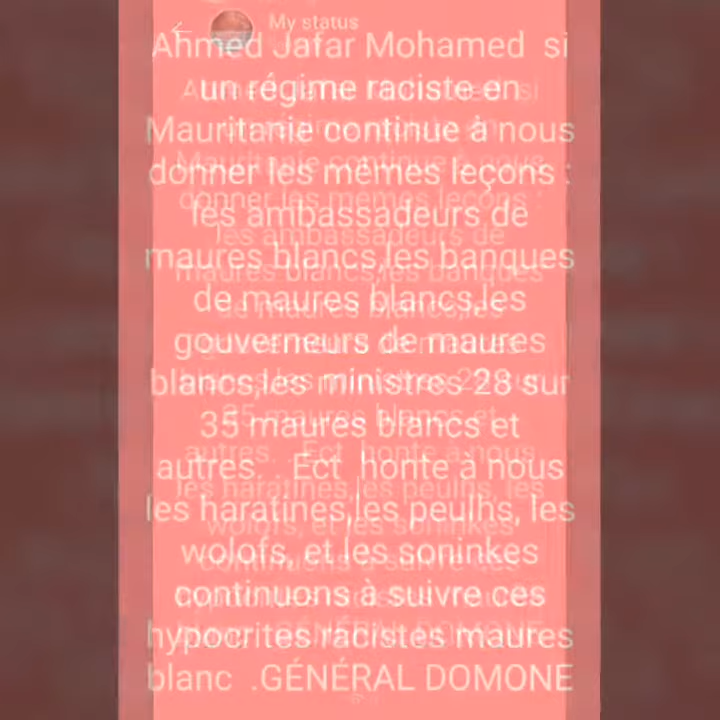 My status
Ahmed Jafar Mohamed si
un régime raciste en
Mauritanie continue à nous
donner les mêmes leçons :
les ambassadeurs de
maures blancs,les banques
de maures blancs,les
gouverneurs de maures
blancs,les ministres 28 sur
35 maures blancs et
autres. . Ect honte à nous
les haratines,les peulhs, les
wolofs, et les soninkes
continuons à suivre ces
hypocrites racistes maures
blanc .GÉNÉRAL DOMONE